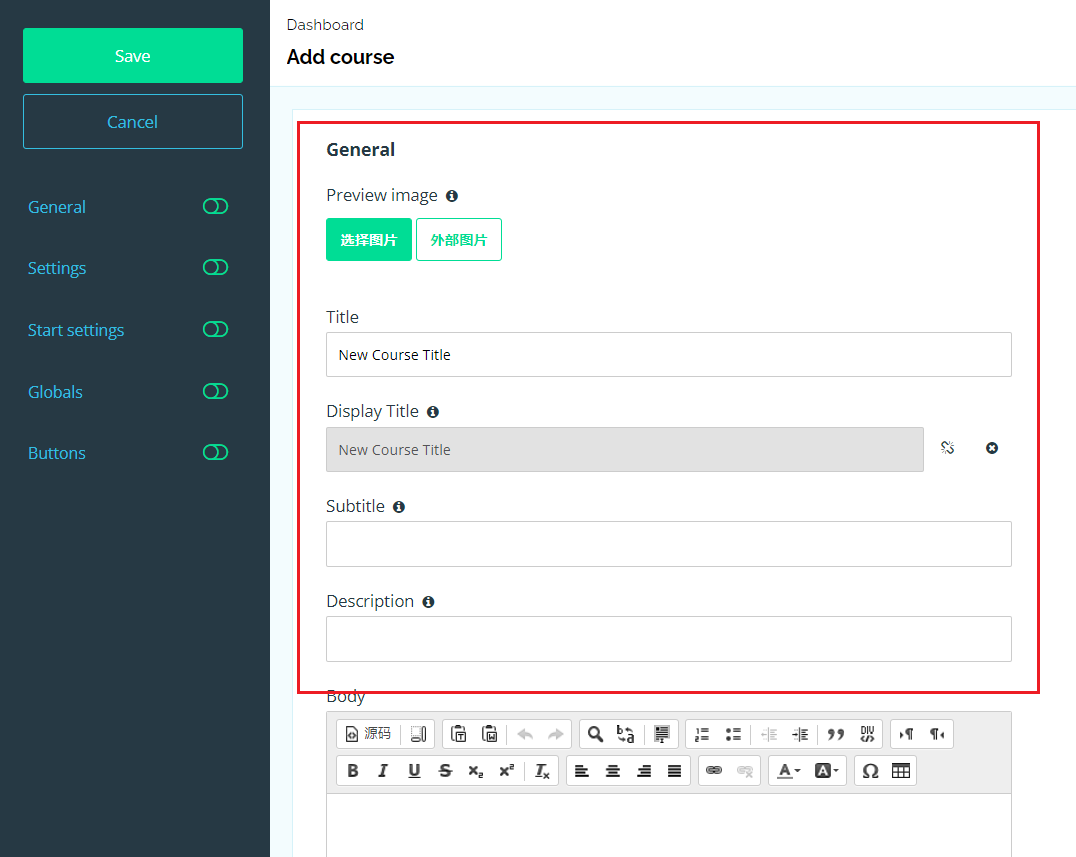 Save
Cancel
General
Settings
Start settings
Globals
Buttons
Dashboard
Add course
General
Preview image
选择图片 外部图片
Title
New Course Title
Display Title
New Course Title
Subtitle
Description
Body
源码